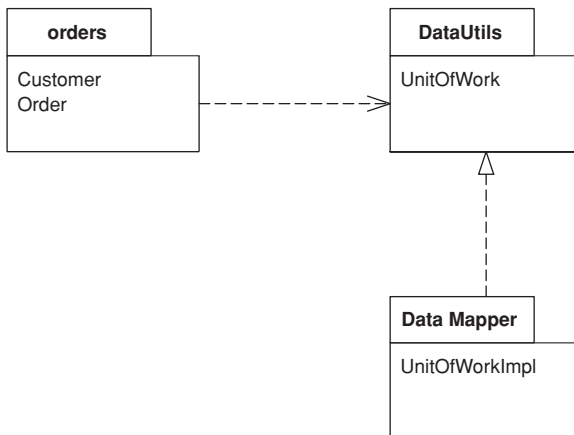 orders
Customer
Order
DataUtils
UnitOfWork
Data Mapper
UnitOfWorkImpl